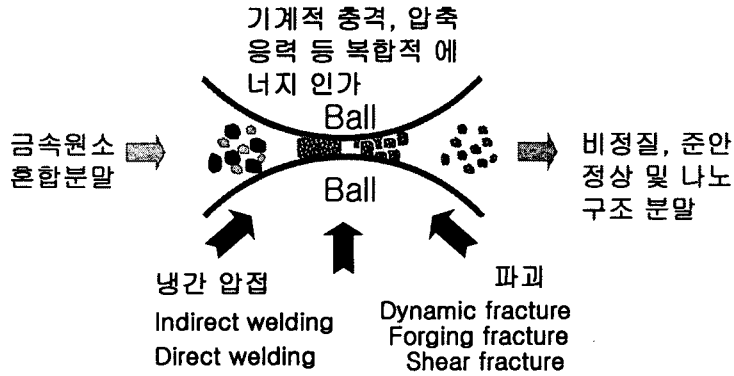 기계적 충격, 압축
응력 등 복합적 에
너지 인가
Ball
금속원소
혼합분말
비정질, 준안
정상 및 나노
구조 분말
Ball
냉간 압접
Indirect welding
Direct welding
파괴
Dynamic fracture
Forging fracture
Shear fracture